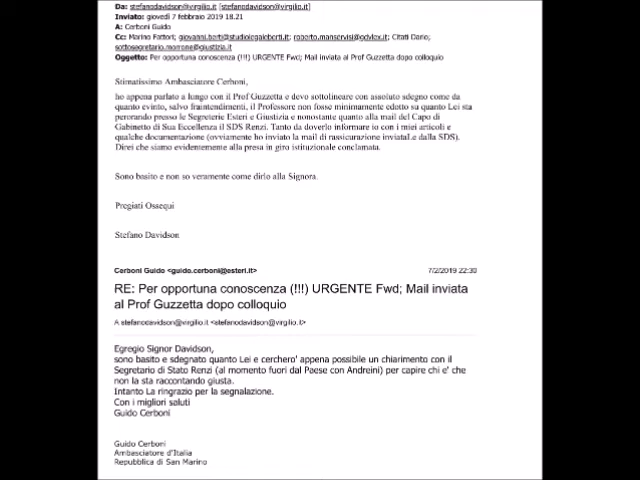 Da: stefanodavidson@virgilio.it [stefanodavidson@virgilio.it]
Inviato: giovedì 7 febbraio 2019 18.21
A: Cerboni Guido
Cc: Marino Fattori; giovanni.berti@studiolegaleberti.it; roberto.manservisi@gdvlex.it; Citati Dario;
sottosegretario.morrone@giustizia.it
Oggetto: Per opportuna conoscenza (!!!) URGENTE Fwd; Mail inviata al Prof Guzzetta dopo colloquio
Stimatissimo Ambasciatore Cerboni,
ho appena parlato a lungo con il Prof Guzzetta e devo sottolineare con assoluto sdegno come da
quanto evinto, salvo fraintendimenti, il Professore non fosse minimamente edotto su quanto Lei sta
perorando presso le Segreterie Esteri e Giustizia e nonostante quanto alla mail del Capo di
Gabinetto di Sua Eccellenza il SDS Renzi. Tanto da doverlo informare io con i miei articoli e
qualche documentazione (ovviamente ho inviato la mail di rassicurazione inviataLe dalla SDS).
Direi che siamo evidentemente alla presa in giro istituzionale conclamata.
Sono basito e non so veramente come dirlo alla Signora.
Pregiati Ossequi
Stefano Davidson
Cerboni Guido <guido.cerboni@esteri.it> 7/2/2019 22:30
RE: Per opportuna conoscenza (!!!) URGENTE Fwd; Mail inviata
al Prof Guzzetta dopo colloquio
A stefanodavidson@virgilio.it <stefanodavidson@virgilio.it>
Egregio Signor Davidson,
sono basito e sdegnato quanto Lei e cerchero' appena possibile un chiarimento con il
Segretario di Stato Renzi (al momento fuori dal Paese con Andreini) per capire chi e' che
non la sta raccontando giusta.
Intanto La ringrazio per la segnalazione.
Con i migliori saluti
Guido Cerboni
Guido Cerboni
Ambasciatore d'Italia
Repubblica di San Marino